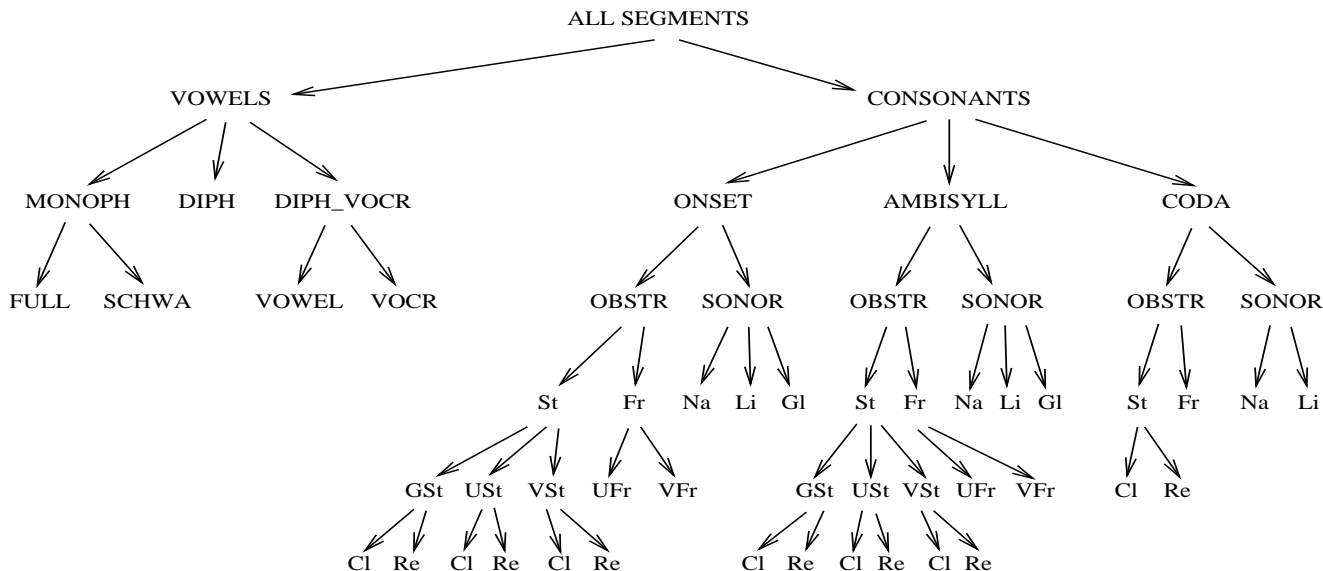 ALL SEGMENTS
VOWELS CONSONANTS
MONOPH DIPH DIPH_VOCR ONSET AMBISYLL CODA
FULL SCHWA VOWEL VOCR OBSTR SONOR OBSTR SONOR OBSTR SONOR
St Fr Na Li Gl St Fr Na Li Gl St Fr Na Li
GSt USt VSt UFr VFr GSt USt VSt UFr VFr Cl Re
Cl Re Cl Re Cl Re Cl Re Cl Re Cl Re